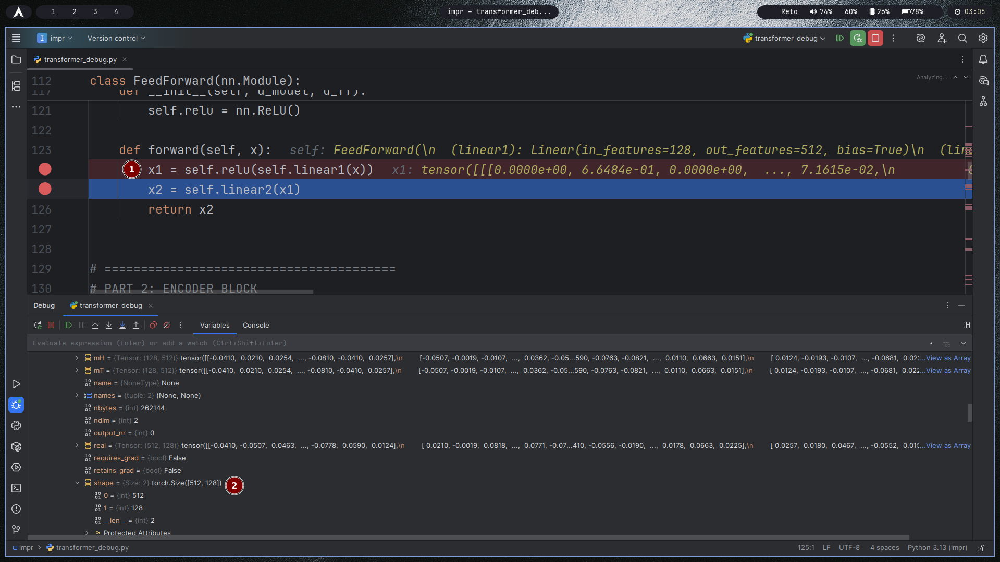 1 2 3 4
impr – transformer_deb...
Reto 74% 60% 26% 78% 03:05
I impr Version control
transformer_debug
transformer_debug.py
Analyzing...
112 class FeedForward(nn.Module):
117 def __init__(self, d_model, d_ff):
121 self.relu = nn.ReLU()
122
123 def forward(self, x): self: FeedForward(\n (linear1): Linear(in_features=128, out_features=512, bias=True)\n (lin
1 x1 = self.relu(self.linear1(x)) x1: tensor([[[0.0000e+00, 6.6484e-01, 0.0000e+00, ..., 7.1615e-02,\n
x2 = self.linear2(x1)
126 return x2
127
128
129 # ========================================
130 # PART 2: ENCODER BLOCK
Debug transformer_debug
Variables Console
Evaluate expression (Enter) or add a watch (Ctrl+Shift+Enter)
mH = {Tensor: (128, 512)} tensor([[-0.0410, 0.0210, 0.0254, ..., -0.0810, -0.0410, 0.0257],\n [-0.0507, -0.0019, -0.0107, ..., 0.0362, -0.05...590, -0.0763, -0.0821, ..., 0.0110, 0.0663, 0.0151],\n [ 0.0124, -0.0193, -0.0107, ..., -0.0681, 0.022...View as Array
mT = {Tensor: (128, 512)} tensor([[-0.0410, 0.0210, 0.0254, ..., -0.0810, -0.0410, 0.0257],\n [-0.0507, -0.0019, -0.0107, ..., 0.0362, -0.05...590, -0.0763, -0.0821, ..., 0.0110, 0.0663, 0.0151],\n [ 0.0124, -0.0193, -0.0107, ..., -0.0681, 0.022...View as Array
name = {NoneType} None
names = {tuple: 2} (None, None)
nbytes = {int} 262144
ndim = {int} 2
output_nr = {int} 0
real = {Tensor: (512, 128)} tensor([[-0.0410, -0.0507, 0.0463, ..., -0.0778, 0.0590, 0.0124],\n [ 0.0210, -0.0019, 0.0818, ..., 0.0771, -0.07...410, -0.0556, -0.0190, ..., 0.0178, 0.0663, 0.0225],\n [ 0.0257, 0.0180, 0.0467, ..., -0.0552, 0.015...View as Array
requires_grad = {bool} False
retains_grad = {bool} False
shape = {Size: 2} torch.Size([512, 128]) 2
0 = {int} 512
1 = {int} 128
__len__ = {int} 2
Protected Attributes
impr > transformer_debug.py 125:1 LF UTF-8 4 spaces Python 3.13 (impr)